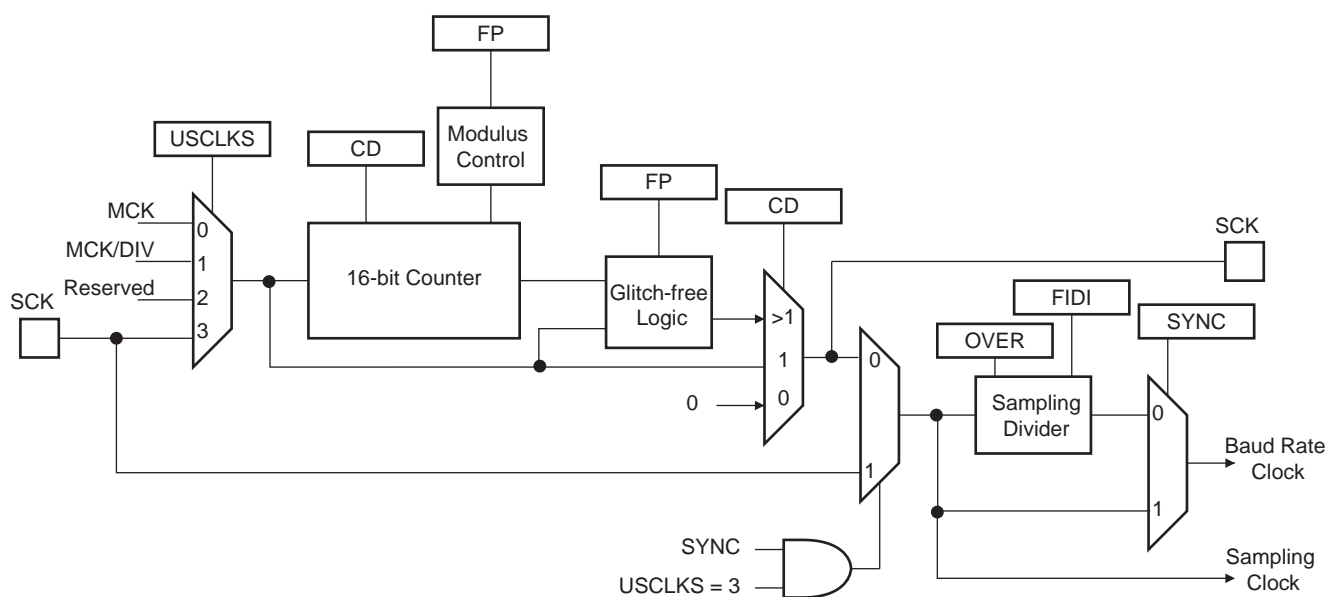 FP
USCLKS
CD
Modulus
Control
FP
CD
SCK
MCK
0
MCK/DIV
1
16-bit Counter
Reserved
2
Glitch-free
Logic
SCK
3
>1
1
0
0
FIDI
SYNC
OVER
0
Sampling
Divider
0
1
Baud Rate
Clock
1
SYNC
USCLKS = 3
Sampling
Clock